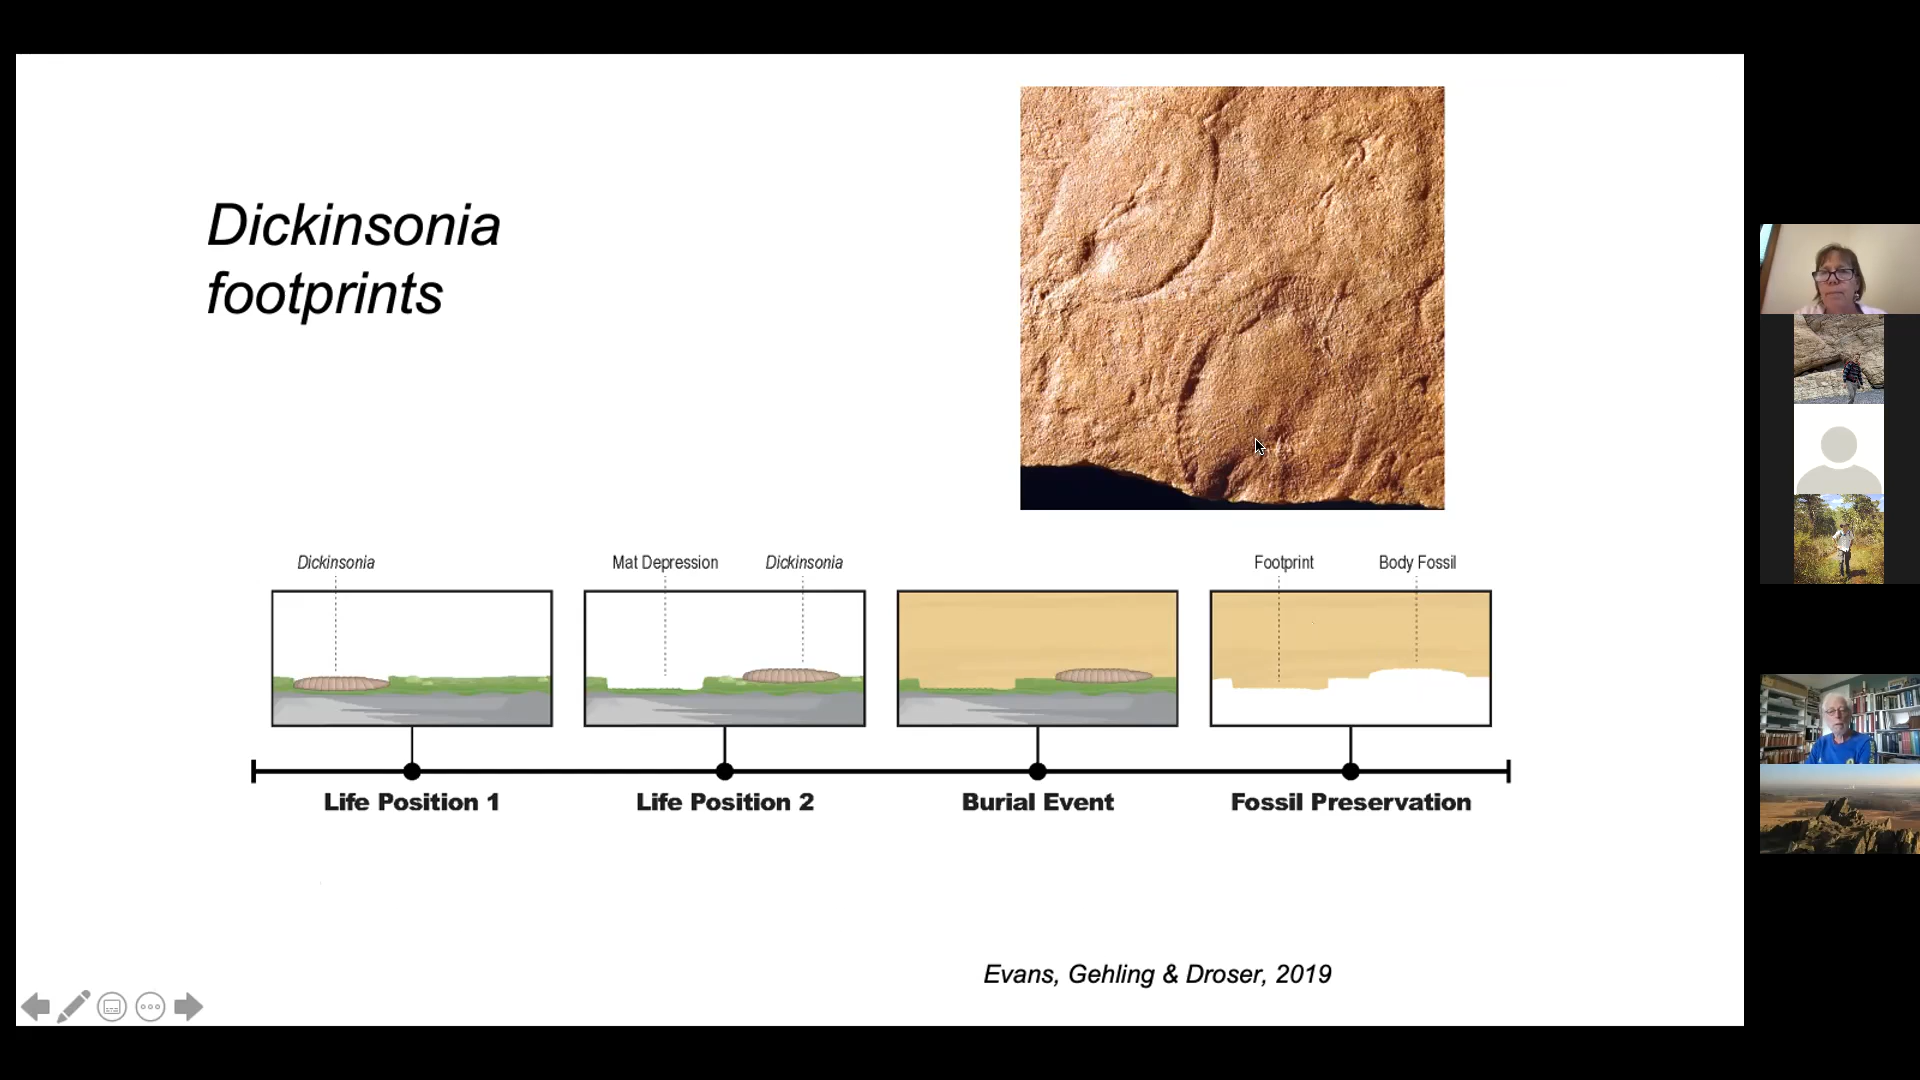 Dickinsonia
footprints
Dickinsonia
Mat Depression
Dickinsonia
Footprint
Body Fossil
Life Position 1
Life Position 2
Burial Event
Fossil Preservation
Evans, Gehling & Droser, 2019